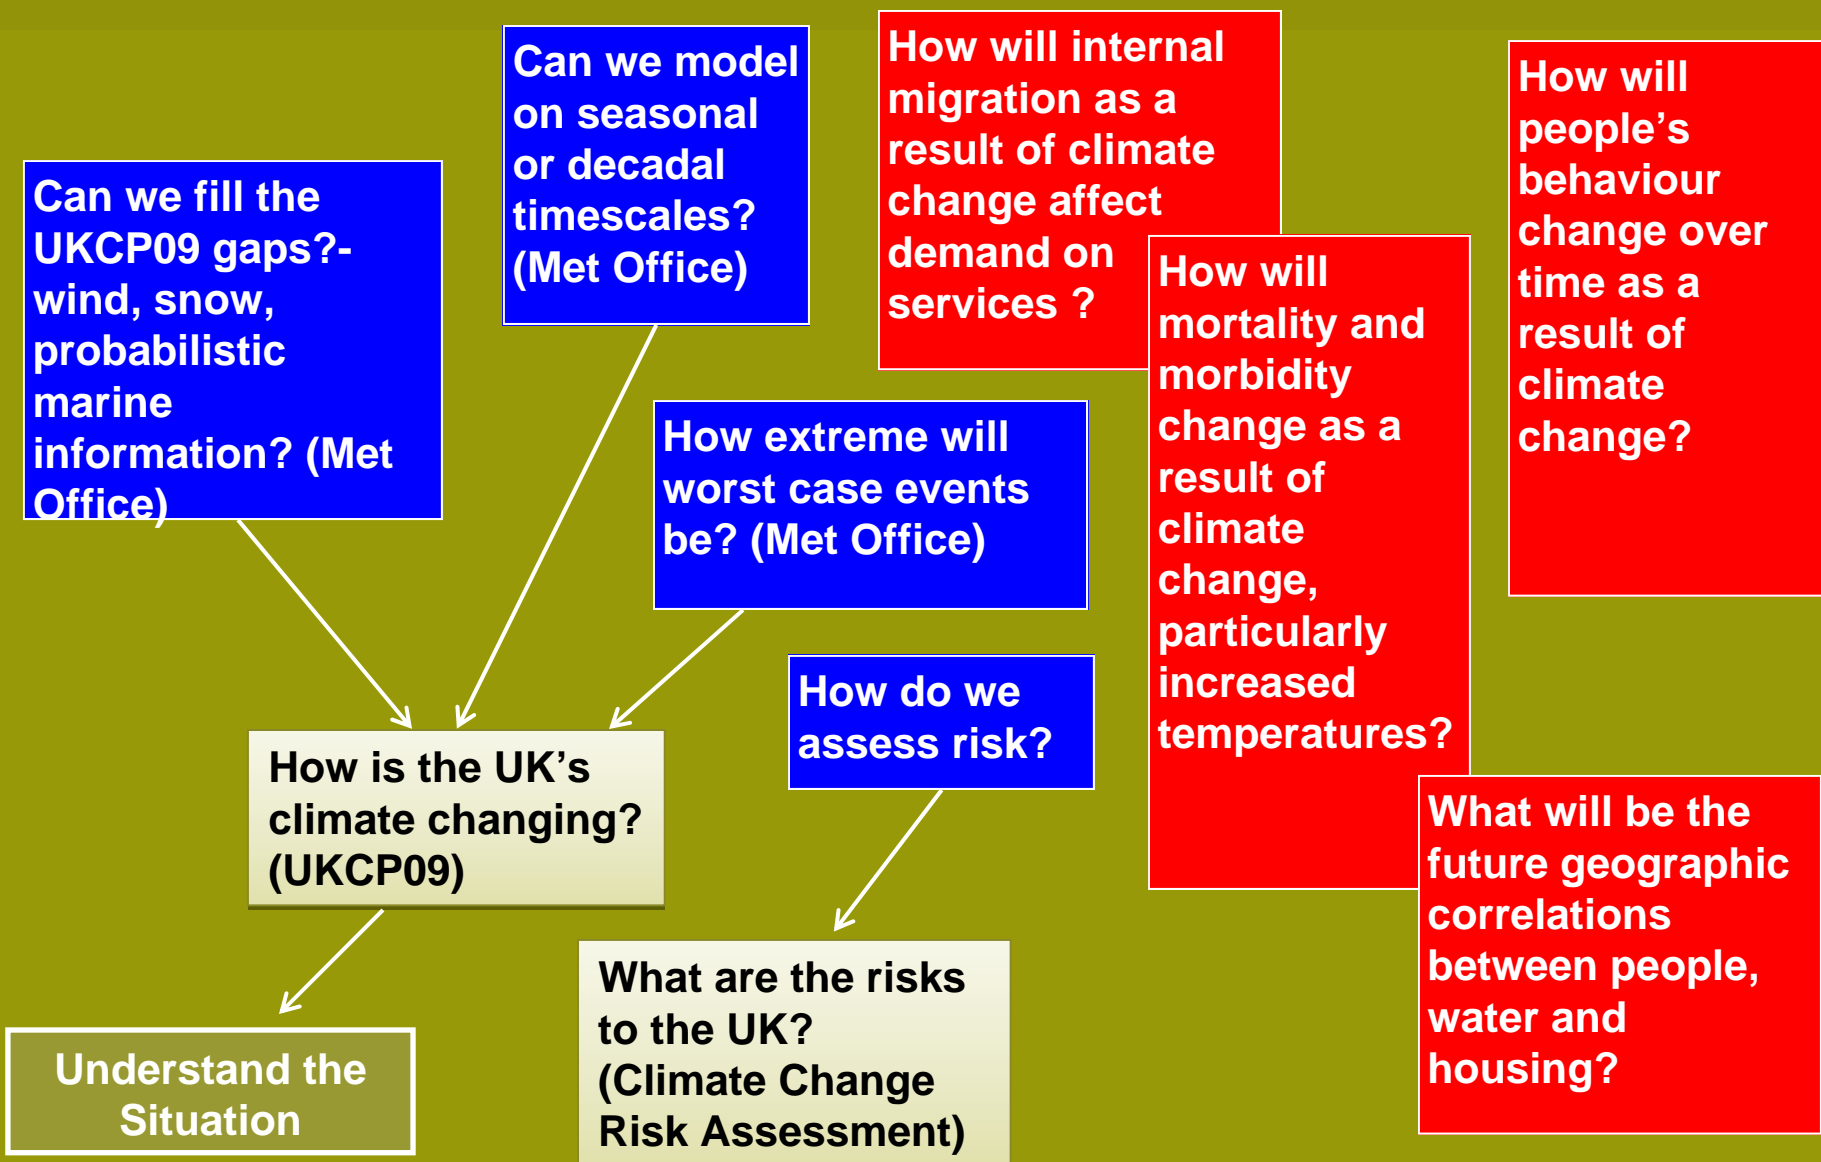 Can we fill the
UKCP09 gaps?-
wind, snow,
probabilistic
marine
information? (Met
Office)
Can we model
on seasonal
or decadal
timescales?
(Met Office)
How will internal
migration as a
result of climate
change affect
demand on
services ?
How will
people’s
behaviour
change over
time as a
result of
climate
change?
How will
mortality and
morbidity
change as a
result of
climate
change,
particularly
increased
temperatures?
How extreme will
worst case events
be? (Met Office)
How do we
assess risk?
How is the UK’s
climate changing?
(UKCP09)
What will be the
future geographic
correlations
between people,
water and
housing?
What are the risks
to the UK?
(Climate Change
Risk Assessment)
Understand the
Situation